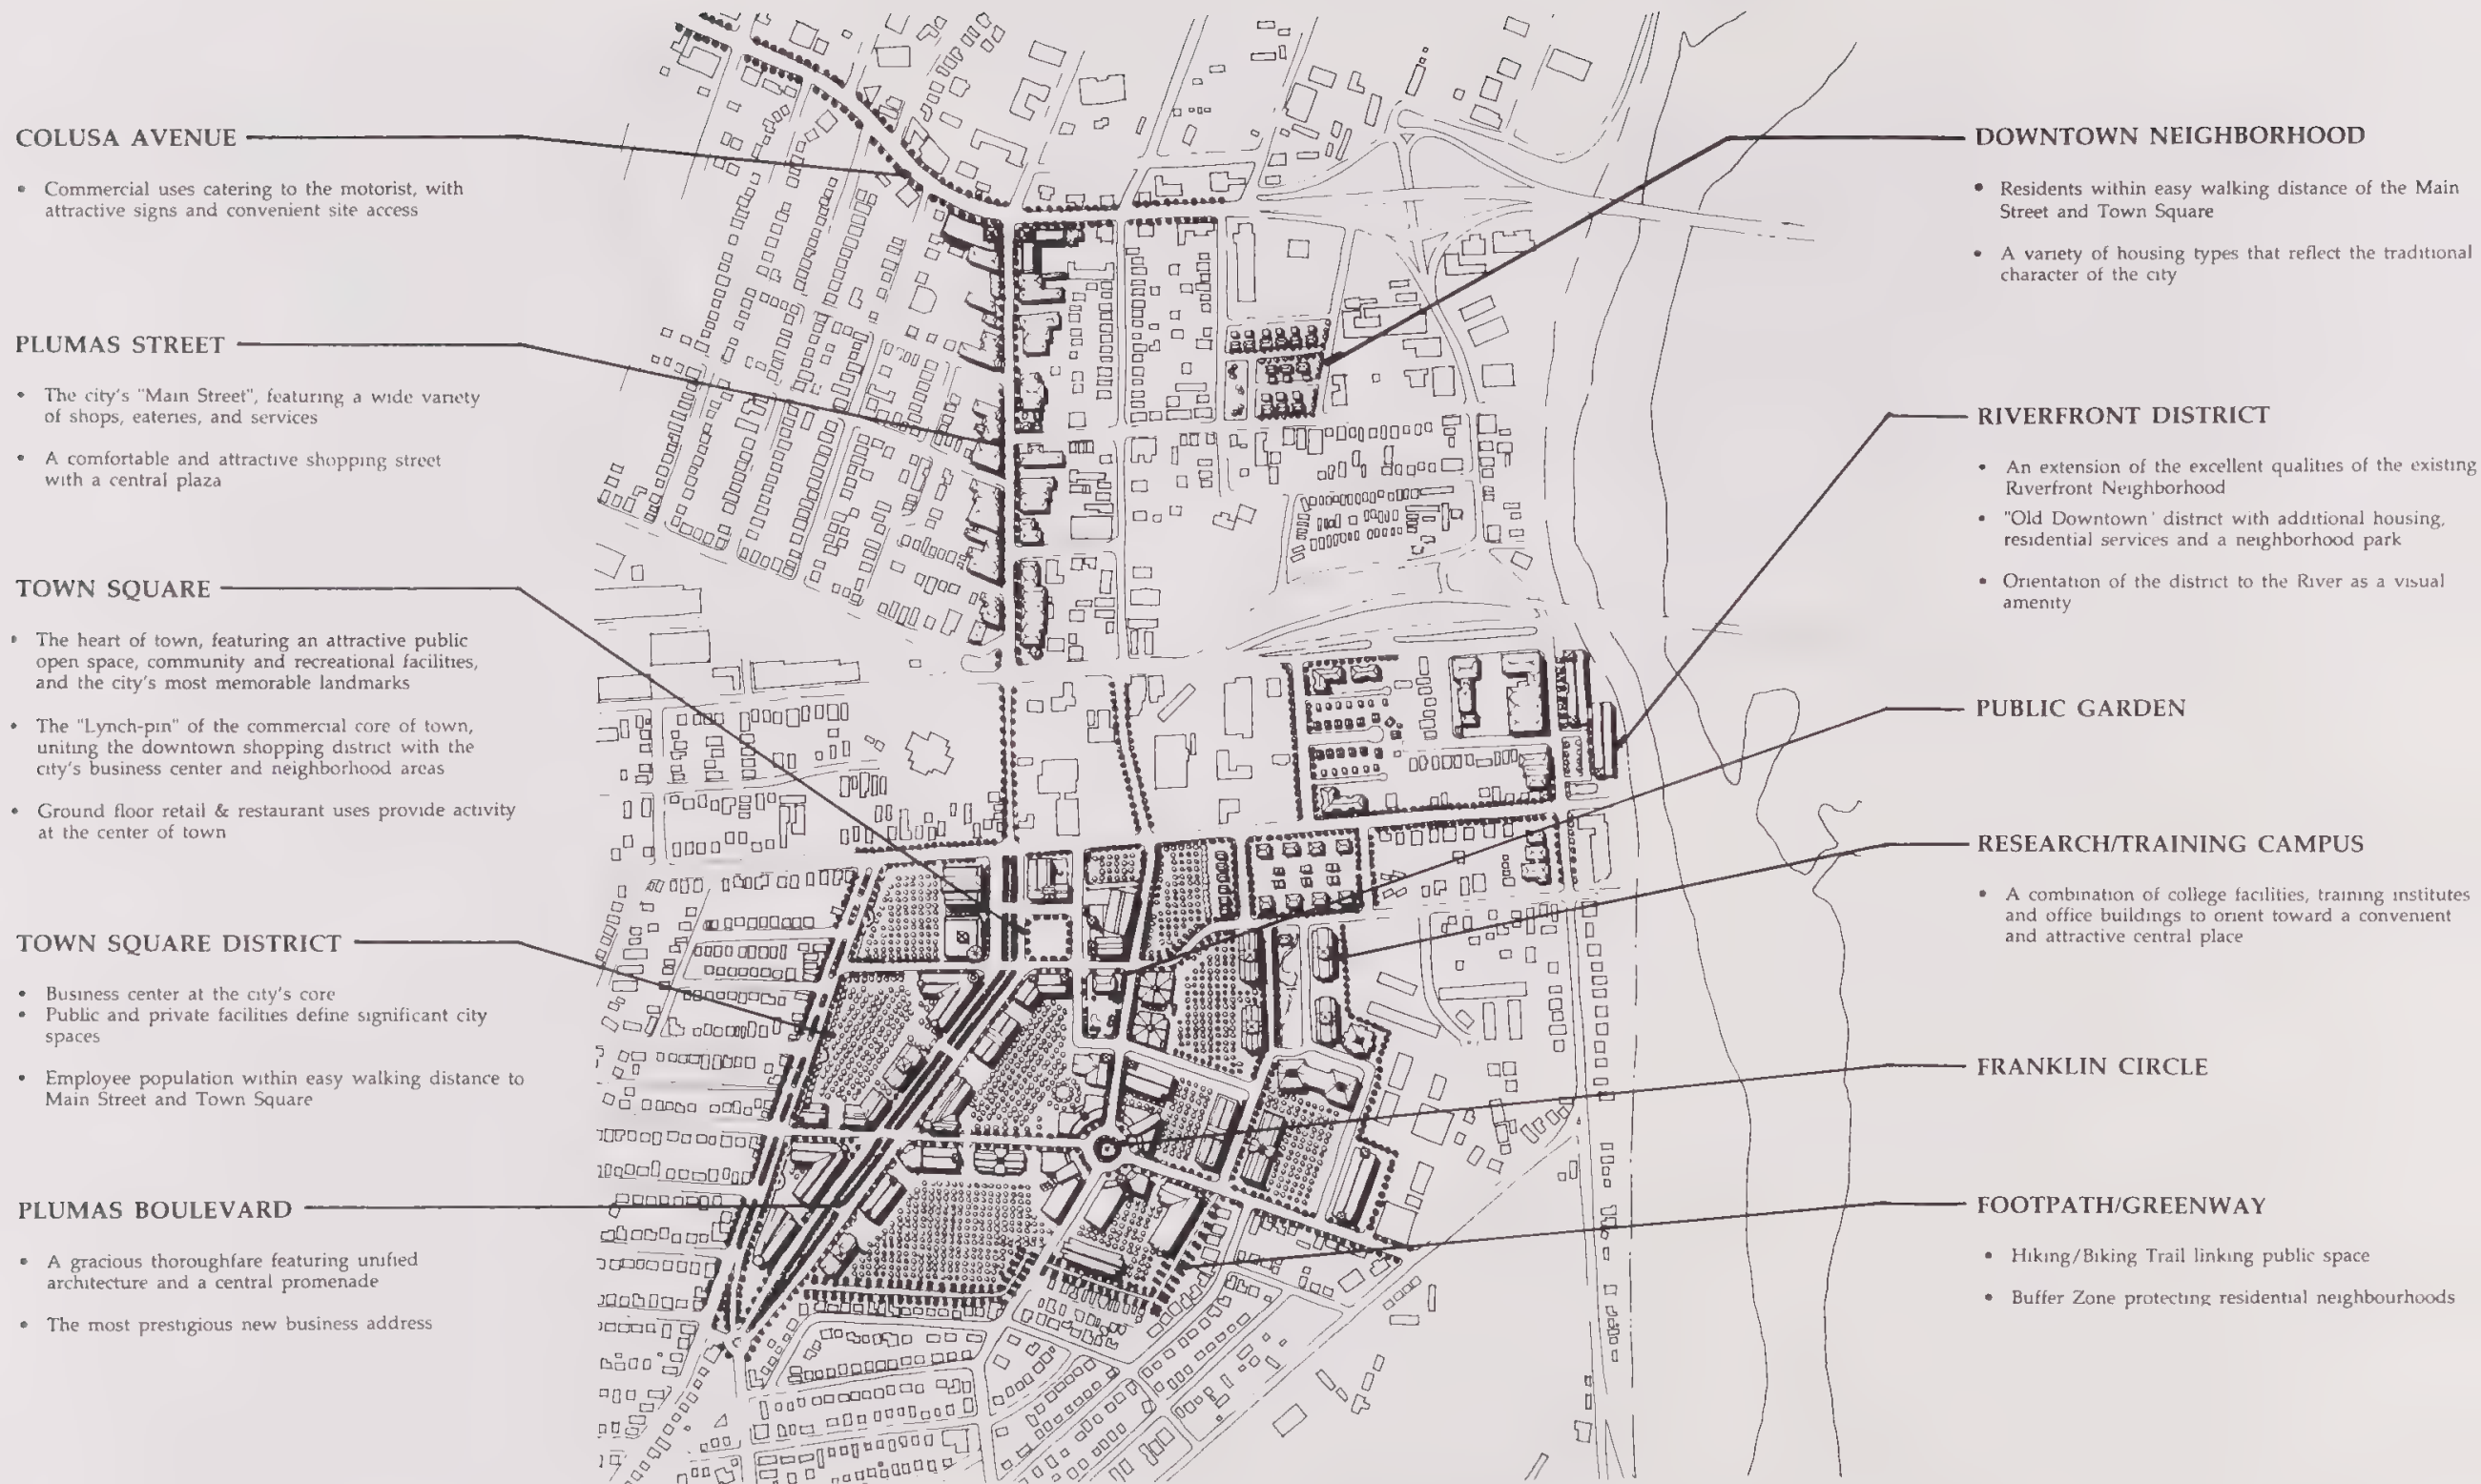 COLUSA AVENUE
• Commercial uses catering to the motorist, with
attractive signs and convenient site access
PLUMAS STREET
• The city's "Main Street", featuring a wide variety
of shops, eateries, and services
• A comfortable and attractive shopping street
with a central plaza
TOWN SQUARE
• The heart of town, featuring an attractive public
open space, community and recreational facilities,
and the city's most memorable landmarks
• The "Lynch-pin" of the commercial core of town,
uniting the downtown shopping district with the
city's business center and neighborhood areas
• Ground floor retail & restaurant uses provide activity
at the center of town
TOWN SQUARE DISTRICT
• Business center at the city's core
• Public and private facilities define significant city
spaces
• Employee population within easy walking distance to
Main Street and Town Square
PLUMAS BOULEVARD
• A gracious thoroughfare featuring unified
architecture and a central promenade
• The most prestigious new business address
DOWNTOWN NEIGHBORHOOD
• Residents within easy walking distance of the Main
Street and Town Square
• A variety of housing types that reflect the traditional
character of the city
RIVERFRONT DISTRICT
• An extension of the excellent qualities of the existing
Riverfront Neighborhood
• "Old Downtown' district with additional housing,
residential services and a neighborhood park
• Orientation of the district to the River as a visual
amenity
PUBLIC GARDEN
RESEARCH/TRAINING CAMPUS
• A combination of college facilities, training institutes
and office buildings to orient toward a convenient
and attractive central place
FRANKLIN CIRCLE
FOOTPATH/GREENWAY
• Hiking/Biking Trail linking public space
• Buffer Zone protecting residential neighbourhoods